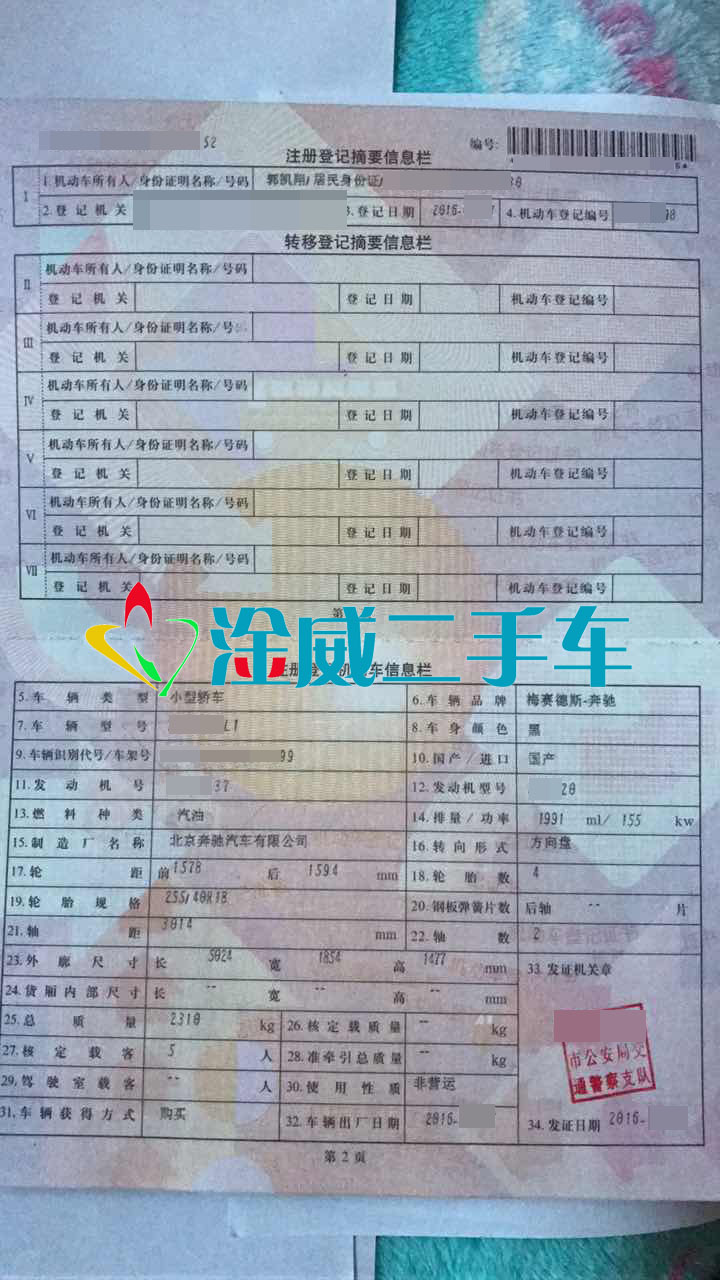 52
编号:
注册登记摘要信息栏
I 1.机动车所有人/身份证明名称/号码 郭凯翔/居民身份证/
2.登记机关 3.登记日期 2016- 4.机动车登记编号
转移登记摘要信息栏
II 机动车所有人/身份证明名称/号码
登记机关 登记日期 机动车登记编号
III 机动车所有人/身份证明名称/号码
登记机关 登记日期 机动车登记编号
IV 机动车所有人/身份证明名称/号码
登记机关 登记日期 机动车登记编号
V 机动车所有人/身份证明名称/号码
登记机关 登记日期 机动车登记编号
VI 机动车所有人/身份证明名称/号码
登记机关 登记日期 机动车登记编号
VII 机动车所有人/身份证明名称/号码
登记机关 登记日期 机动车登记编号
第
淦威二手车
注册登记机动车信息栏
5.车辆类型 小型轿车 6.车辆品牌 梅赛德斯-奔驰
7.车辆型号 L1 8.车身颜色 黑
9.车辆识别代号/车架号 99 10.国产/进口 国产
11.发动机号 37 12.发动机型号 20
13.燃料种类 汽油 14.排量/功率 1991 ml/ 155 kw
15.制造厂名称 北京奔驰汽车有限公司 16.转向形式 方向盘
17.轮距 前 1578 后 1594 mm 18.轮胎数 4
19.轮胎规格 255/40R18 20.钢板弹簧片数 后轴 -- 片
21.轴距 3014 mm 22.轴数 2
23.外廓尺寸 长 5024 宽 1854 高 1477 mm 33.发证机关章
24.货厢内部尺寸 长 -- 宽 -- 高 -- mm
25.总质量 2310 kg 26.核定载质量 -- kg
市公安局交
通警察支队
27.核定载客 5 人 28.准牵引总质量 -- kg
29.驾驶室载客 -- 人 30.使用性质 非营运
31.车辆获得方式 购买 32.车辆出厂日期 2016- 34.发证日期 2016-
第 2 页